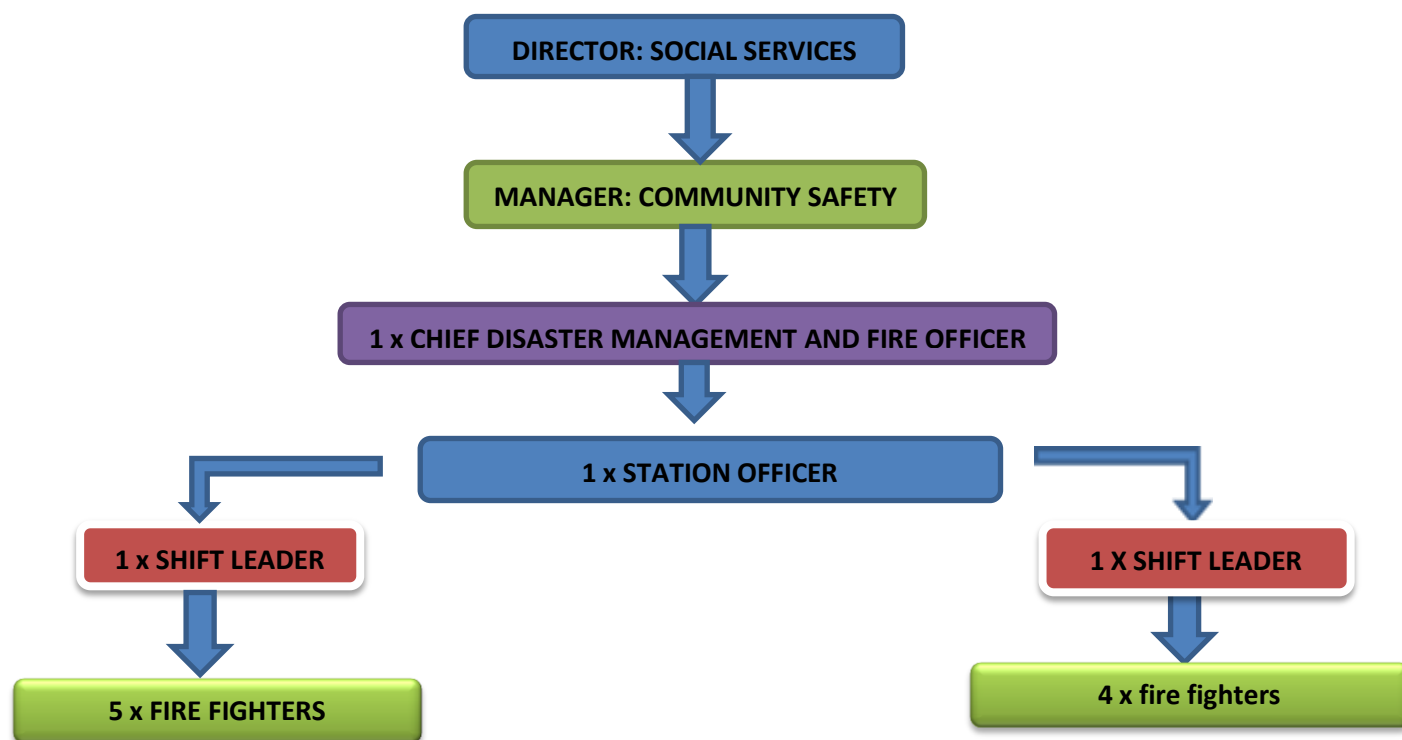 DIRECTOR: SOCIAL SERVICES
MANAGER: COMMUNITY SAFETY
1 x CHIEF DISASTER MANAGEMENT AND FIRE OFFICER
1 x STATION OFFICER
1 x SHIFT LEADER
1 X SHIFT LEADER
5 x FIRE FIGHTERS
4 x fire fighters